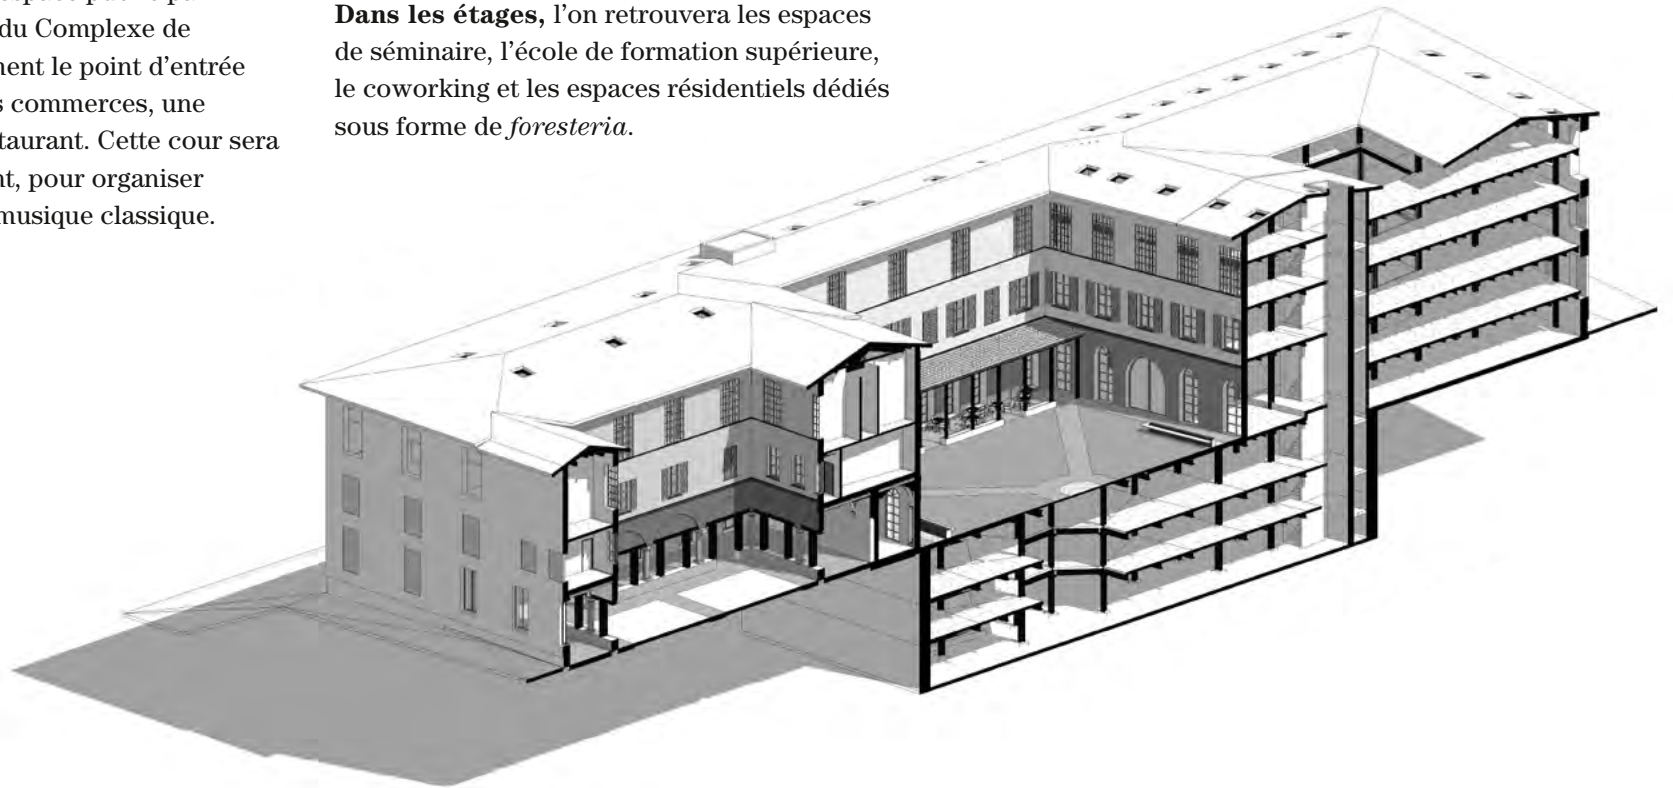 du Complexe de
ment le point d'entrée
s commerces, une
taurant. Cette cour sera
nt, pour organiser
musique classique.
Dans les étages, l'on retrouvera les espaces
de séminaire, l'école de formation supérieure,
le coworking et les espaces résidentiels dédiés
sous forme de foresteria.